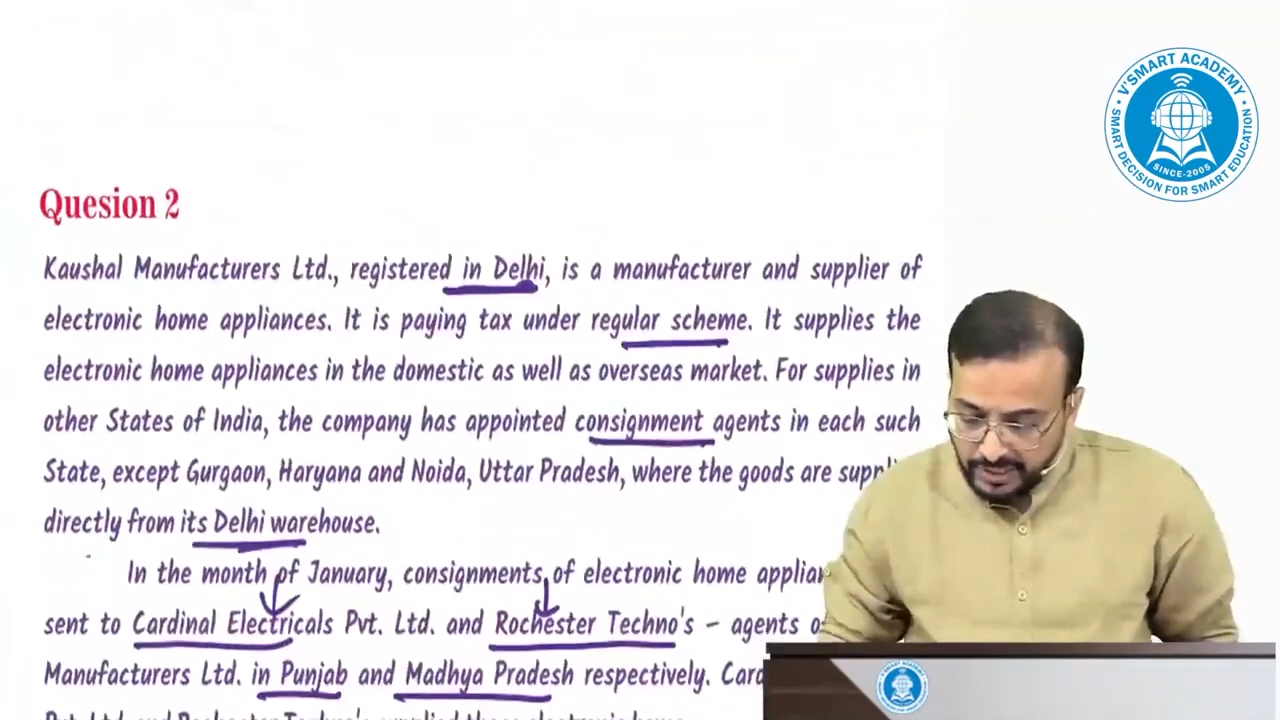 V'SMART ACADEMY
SMART DECISION FOR SMART EDUCATION
SINCE-2005
Quesion 2
Kaushal Manufacturers Ltd., registered in Delhi, is a manufacturer and supplier of
electronic home appliances. It is paying tax under regular scheme. It supplies the
electronic home appliances in the domestic as well as overseas market. For supplies in
other States of India, the company has appointed consignment agents in each such
State, except Gurgaon, Haryana and Noida, Uttar Pradesh, where the goods are
directly from its Delhi warehouse.
In the month of January, consignments of electronic home
sent to Cardinal Electricals Pvt. Ltd. and Rochester Techno's – agents
Manufacturers Ltd. in Punjab and Madhya Pradesh respectively.